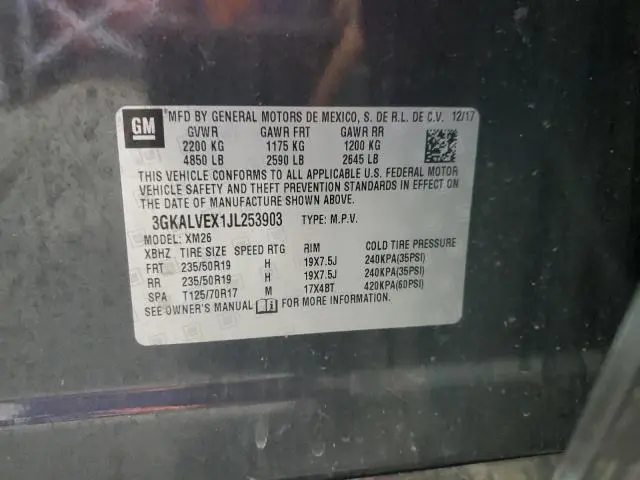 GM
*MFD BY GENERAL MOTORS DE MEXICO, S. DE R.L. DE C.V. 12/17
GVWR GAWR FRT GAWR RR
2200 KG 1175 KG 1200 KG
4850 LB 2590 LB 2645 LB
THIS VEHICLE CONFORMS TO ALL APPLICABLE U.S. FEDERAL MOTOR
VEHICLE SAFETY AND THEFT PREVENTION STANDARDS IN EFFECT ON
THE DATE OF MANUFACTURE SHOWN ABOVE.
3GKALVEX1JL253903 TYPE: M.P.V.
MODEL: XM26
XBHZ TIRE SIZE SPEED RTG RIM COLD TIRE PRESSURE
FRT 235/50R19 H 19X7.5J 240KPA(35PSI)
RR 235/50R19 H 19X7.5J 240KPA(35PSI)
SPA T125/70R17 M 17X4BT 420KPA(60PSI)
SEE OWNER'S MANUAL FOR MORE INFORMATION.